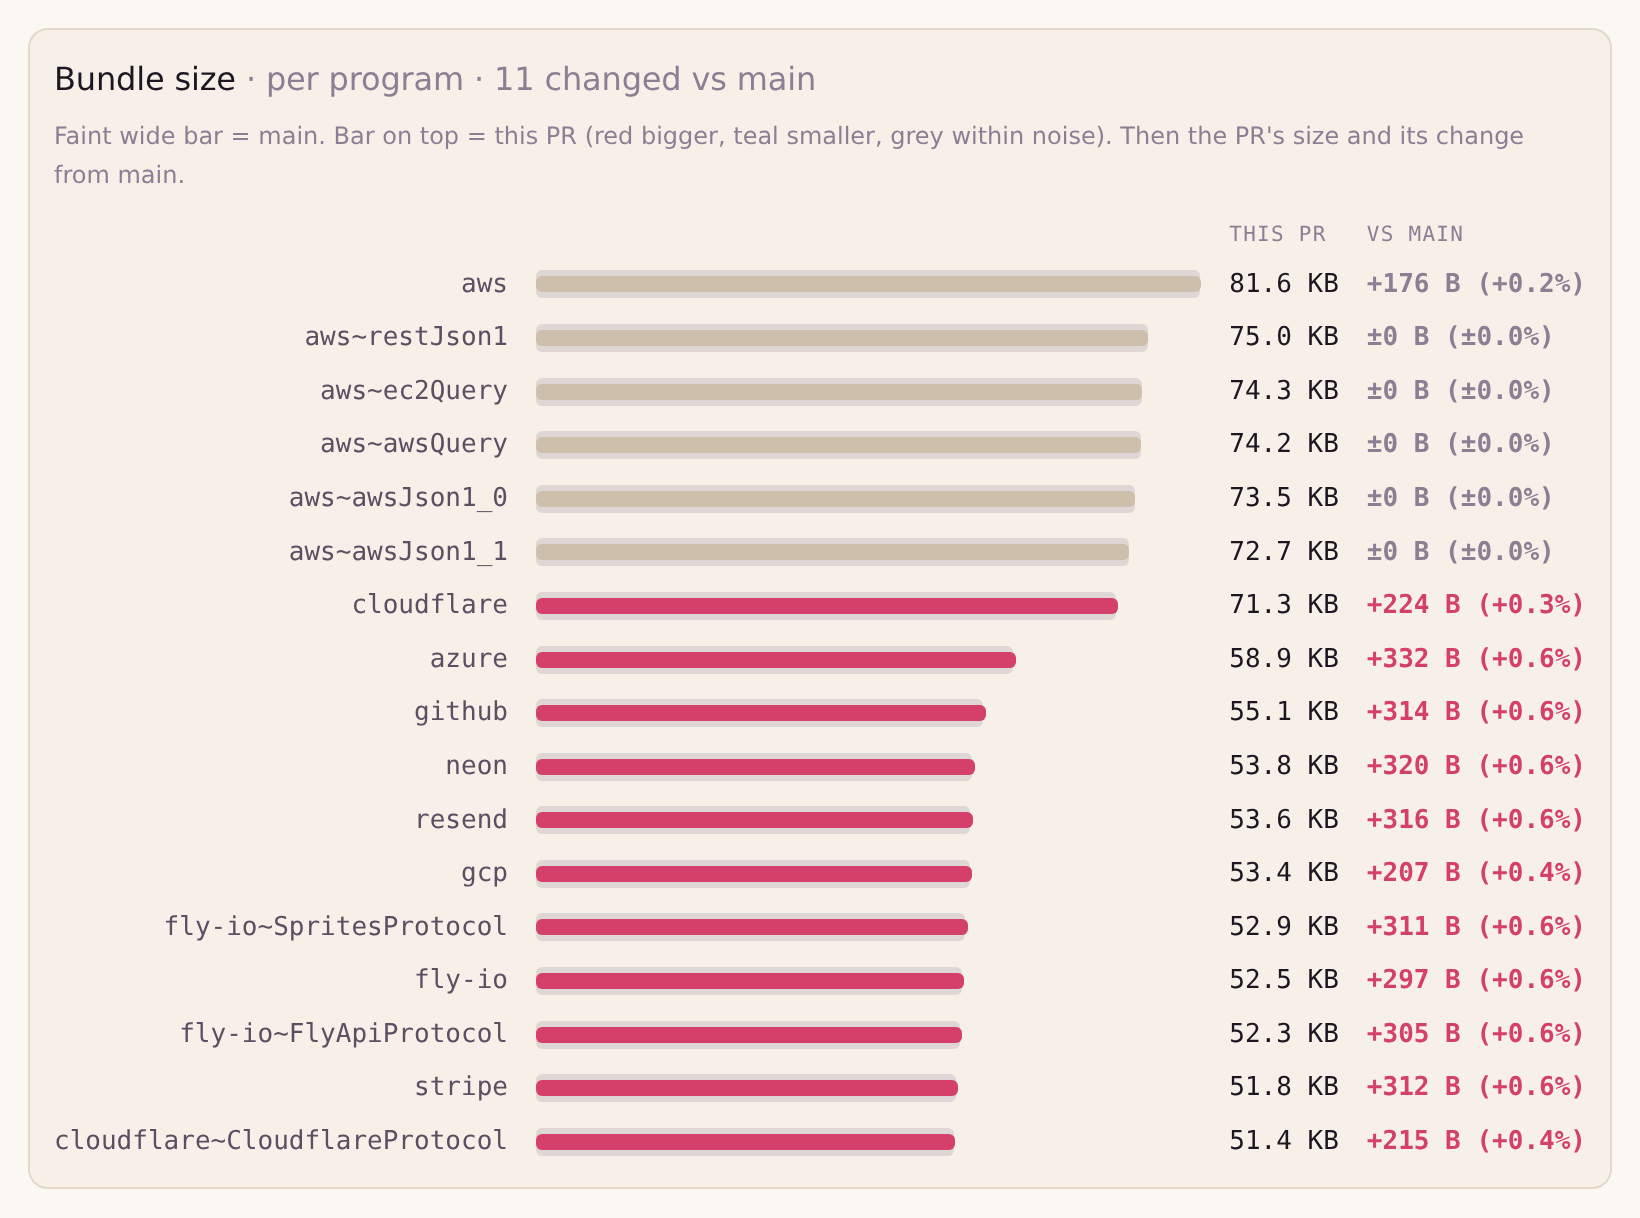 Bundle size · per program · 11 changed vs main
Faint wide bar = main. Bar on top = this PR (red bigger, teal smaller, grey within noise). Then the PR's size and its change
from main.
THIS PR VS MAIN
aws 81.6 KB +176 B (+0.2%)
aws~restJson1 75.0 KB ±0 B (±0.0%)
aws~ec2Query 74.3 KB ±0 B (±0.0%)
aws~awsQuery 74.2 KB ±0 B (±0.0%)
aws~awsJson1_0 73.5 KB ±0 B (±0.0%)
aws~awsJson1_1 72.7 KB ±0 B (±0.0%)
cloudflare 71.3 KB +224 B (+0.3%)
azure 58.9 KB +332 B (+0.6%)
github 55.1 KB +314 B (+0.6%)
neon 53.8 KB +320 B (+0.6%)
resend 53.6 KB +316 B (+0.6%)
gcp 53.4 KB +207 B (+0.4%)
fly-io~SpritesProtocol 52.9 KB +311 B (+0.6%)
fly-io 52.5 KB +297 B (+0.6%)
fly-io~FlyApiProtocol 52.3 KB +305 B (+0.6%)
stripe 51.8 KB +312 B (+0.6%)
cloudflare~CloudflareProtocol 51.4 KB +215 B (+0.4%)